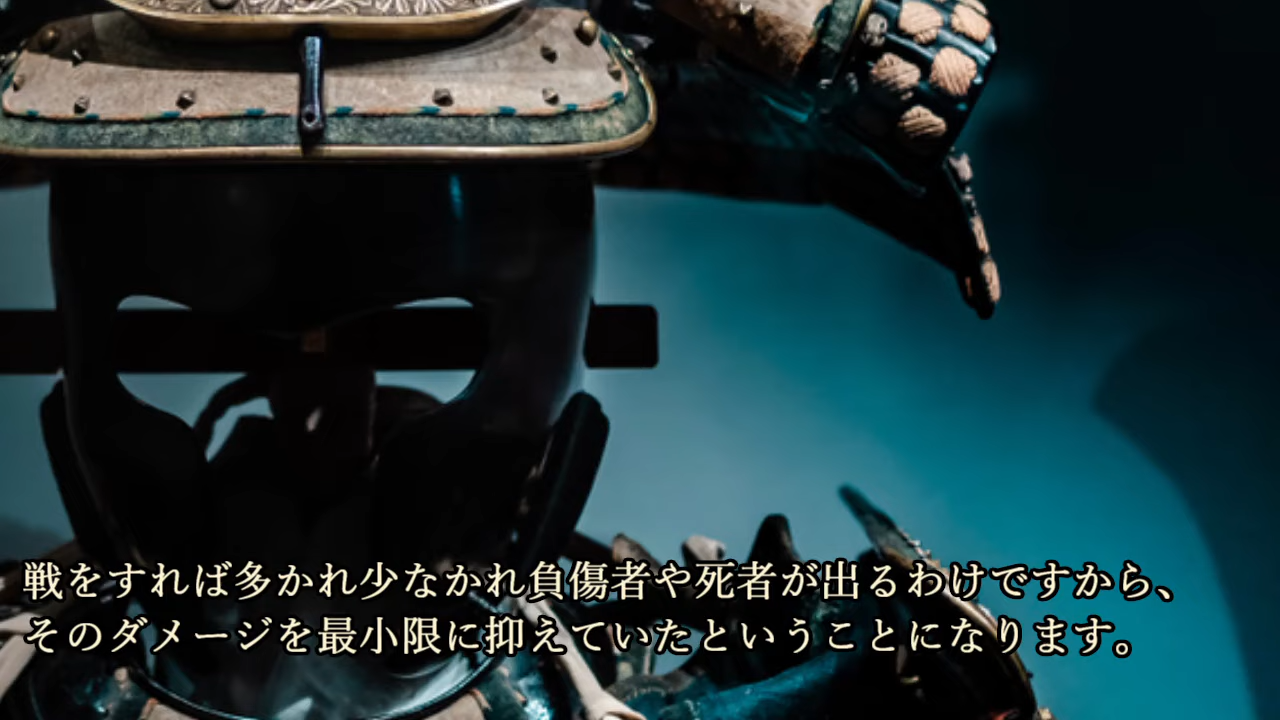 戦をすれば多かれ少なかれ負傷者や死者が出るわけですから、
そのダメージを最小限に抑えていたということになります。